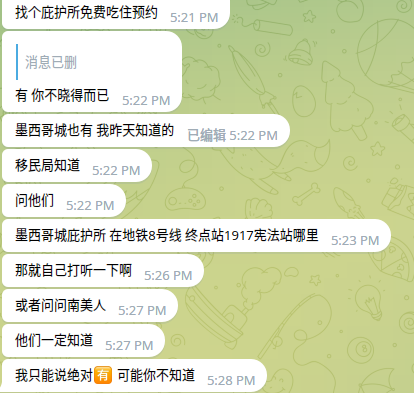 找个庇护所免费吃住预约 5:21 PM
消息已删
有 你不晓得而已 5:22 PM
墨西哥城也有 我昨天知道的 已编辑 5:22 PM
移民局知道 5:22 PM
问他们 5:22 PM
墨西哥城庇护所 在地铁8号线 终点站1917宪法站哪里 5:23 PM
那就自己打听一下啊 5:26 PM
或者问问南美人 5:27 PM
他们一定知道 5:27 PM
我只能说绝对🈶 可能你不知道 5:28 PM